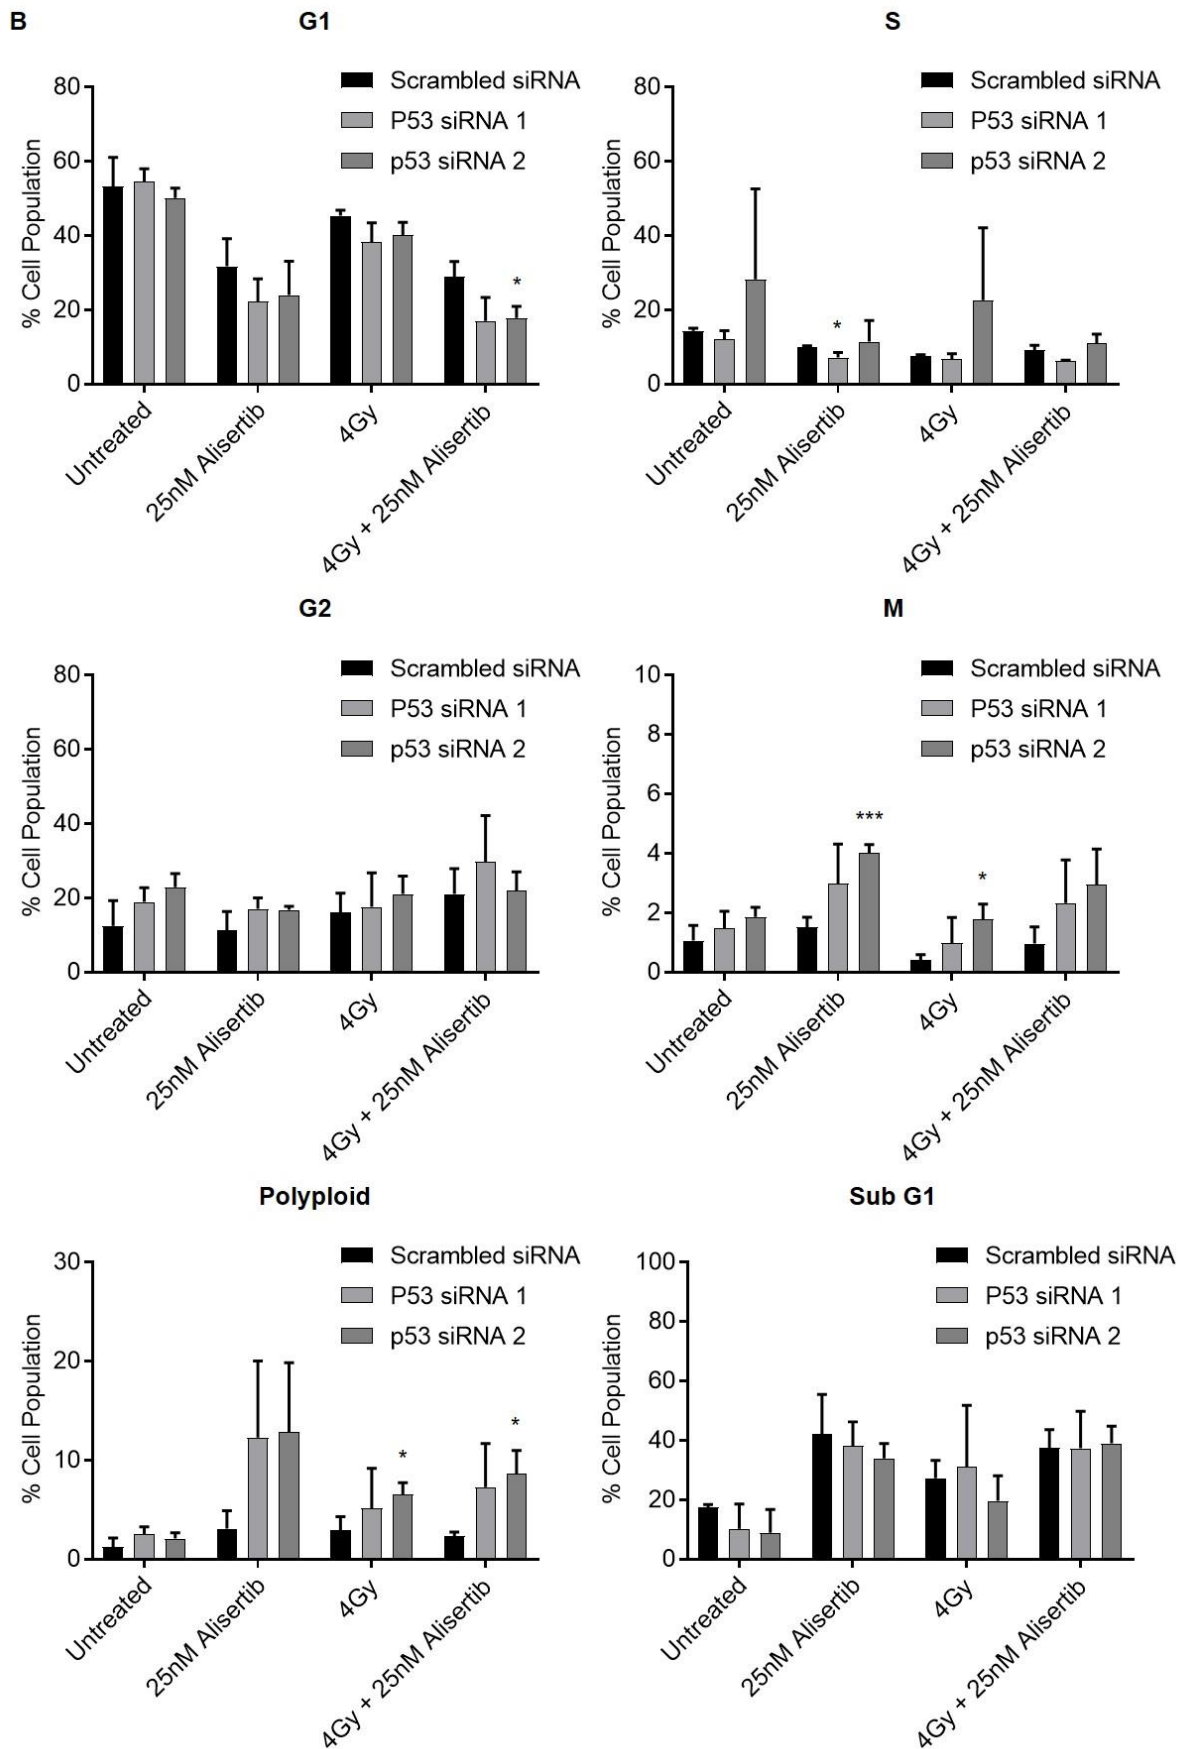 B
G1
Scrambled siRNA
P53 siRNA 1
p53 siRNA 2
% Cell Population
80
60
40
20
0
Untreated
25nM Alisertib
4Gy
4Gy + 25nM Alisertib
*
S
Scrambled siRNA
P53 siRNA 1
p53 siRNA 2
% Cell Population
80
60
40
20
0
Untreated
25nM Alisertib
4Gy
4Gy + 25nM Alisertib
*
G2
Scrambled siRNA
P53 siRNA 1
p53 siRNA 2
% Cell Population
80
60
40
20
0
Untreated
25nM Alisertib
4Gy
4Gy + 25nM Alisertib
M
Scrambled siRNA
P53 siRNA 1
p53 siRNA 2
% Cell Population
10
8
6
4
2
0
***
*
Untreated
25nM Alisertib
4Gy
4Gy + 25nM Alisertib
Polyploid
Scrambled siRNA
P53 siRNA 1
p53 siRNA 2
% Cell Population
30
20
10
0
*
*
Untreated
25nM Alisertib
4Gy
4Gy + 25nM Alisertib
Sub G1
Scrambled siRNA
P53 siRNA 1
p53 siRNA 2
% Cell Population
100
80
60
40
20
0
Untreated
25nM Alisertib
4Gy
4Gy + 25nM Alisertib